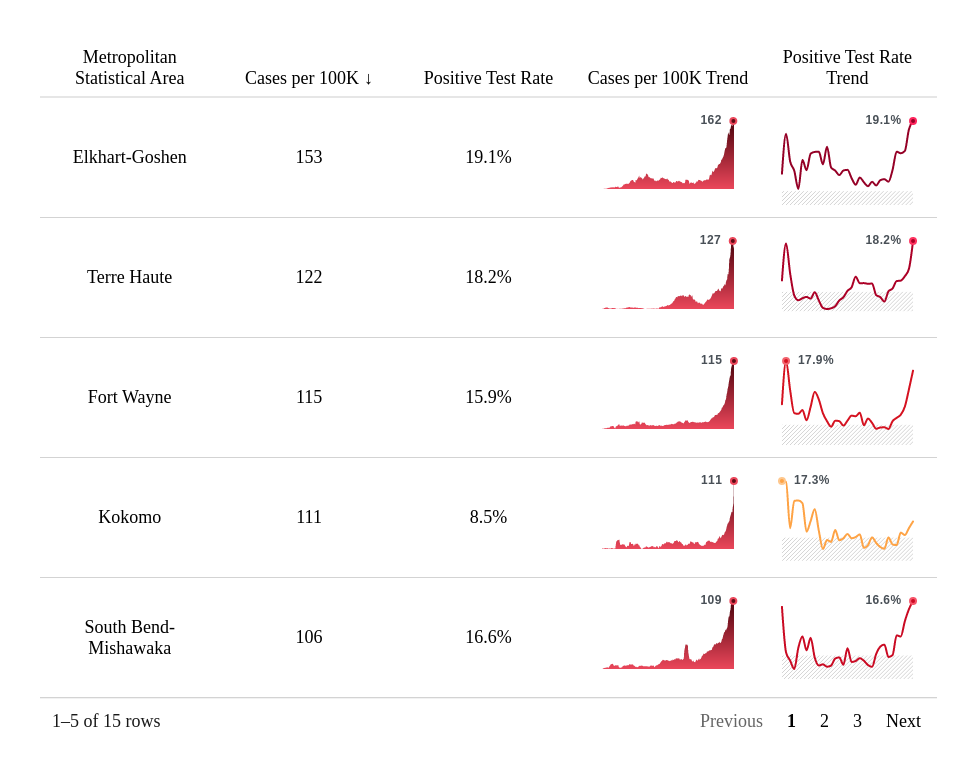 Metropolitan
Statistical Area
Cases per 100K ↓
Positive Test Rate
Cases per 100K Trend
Positive Test Rate
Trend
Elkhart-Goshen
153
19.1%
162
19.1%
Terre Haute
122
18.2%
127
18.2%
Fort Wayne
115
15.9%
115
17.9%
Kokomo
111
8.5%
111
17.3%
South Bend-
Mishawaka
106
16.6%
109
16.6%
1–5 of 15 rows
Previous 1 2 3 Next